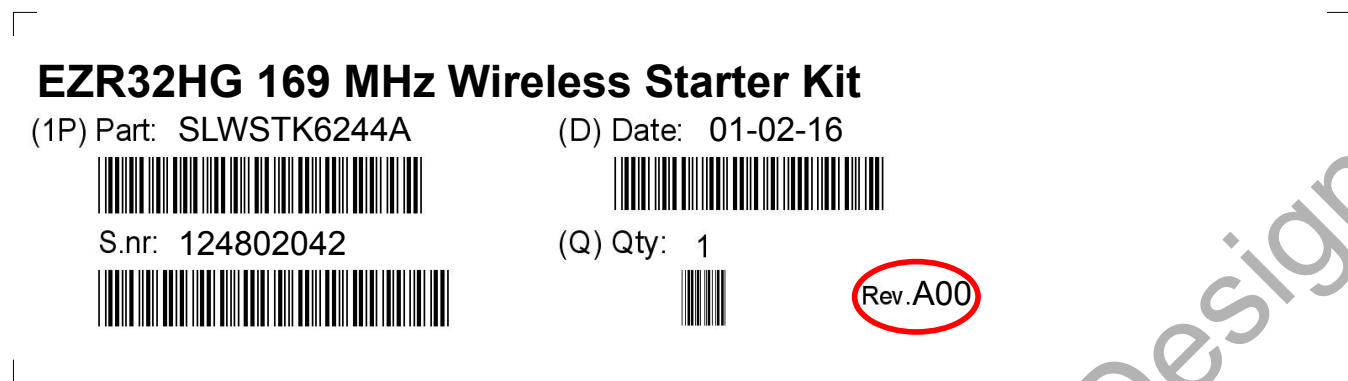 EZR32HG 169 MHz Wireless Starter Kit
(1P) Part: SLWSTK6244A (D) Date: 01-02-16
S.nr: 124802042 (Q) Qty: 1
Rev.A00
Design